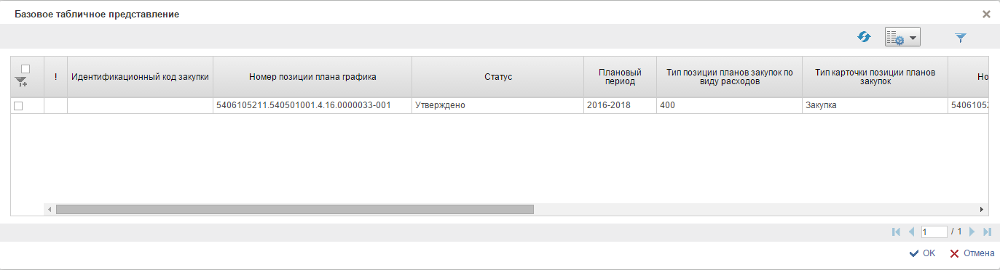 Базовое табличное представление
! Идентификационный код закупки Номер позиции плана графика Статус Плановый период Тип позиции планов закупок по виду расходов Тип карточки позиции планов закупок Но
5406105211.540501001.4.16.0000033-001 Утверждено 2016-2018 400 Закупка 54061052
1 / 1
OK Отмена